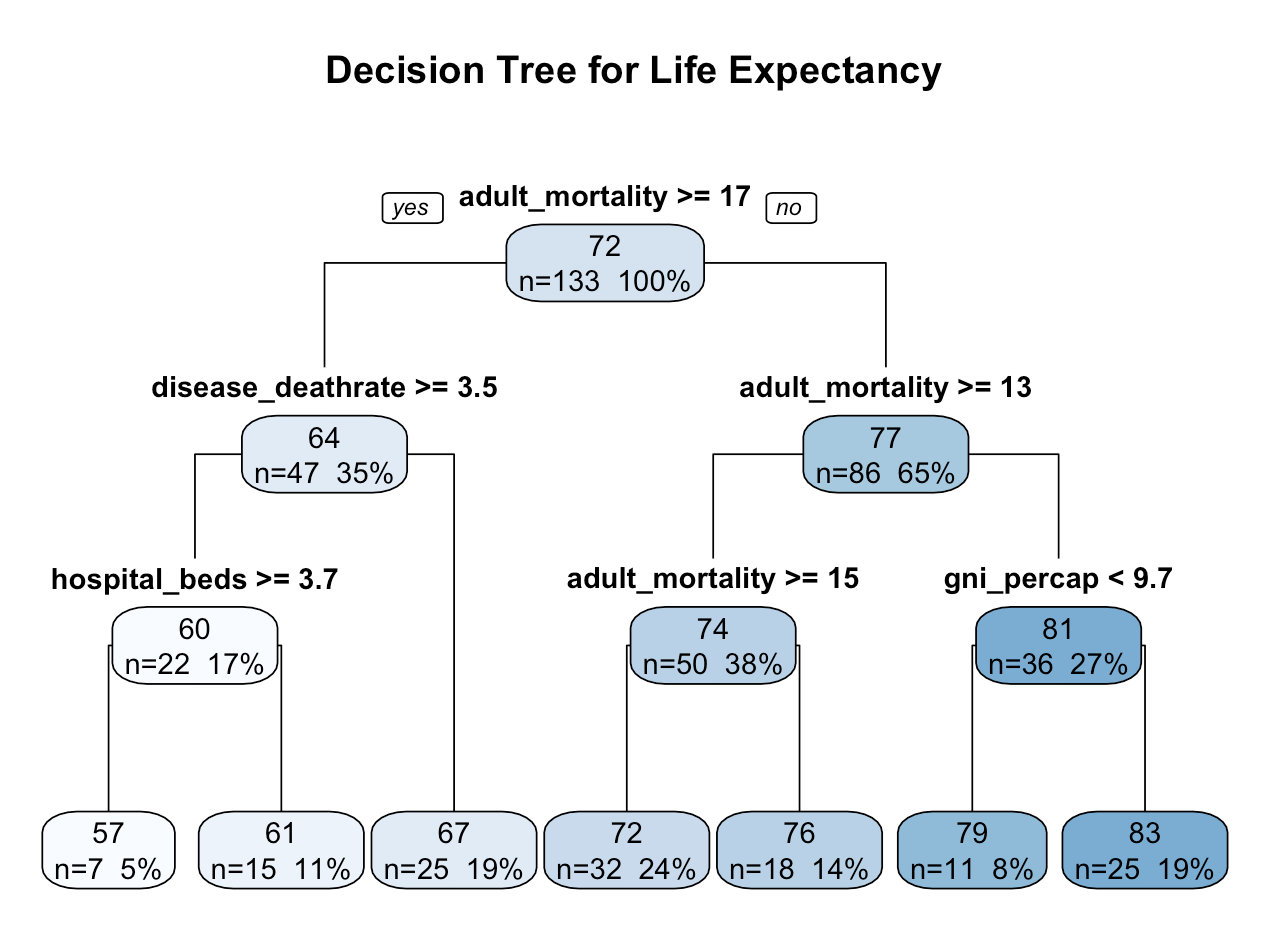 Decision Tree for Life Expectancy
yes adult_mortality >= 17 no
72
n=133 100%
disease_deathrate >= 3.5 adult_mortality >= 13
64 77
n=47 35% n=86 65%
hospital_beds >= 3.7 adult_mortality >= 15 gni_percap < 9.7
60 74 81
n=22 17% n=50 38% n=36 27%
57 61 67 72 76 79 83
n=7 5% n=15 11% n=25 19% n=32 24% n=18 14% n=11 8% n=25 19%